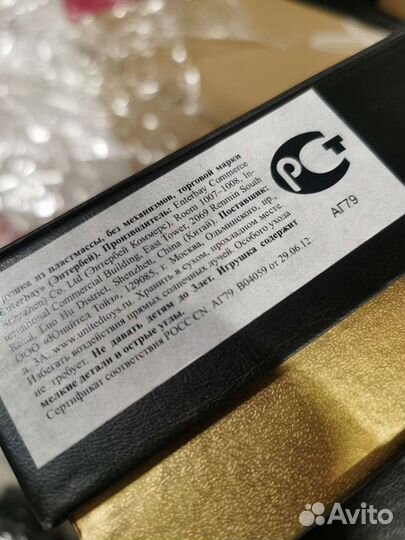 грушка из пластмассы, без механизмов, торговой марки
Enterbay (Энтербей). Производитель: Enterbay Commerce
Shenzhen) Co. Ltd (Энтербей Комьюрс), Room 1007-1008, In-
ternational Commercial Building, East Tower, 2069 Renmin South
Road, Luo Hu District, Shenzhen, China (Китай). Поставщик:
ООО «Юнайтед Тойз», 129085, г. Москва, Ольминского, пр.,
д. 3А, www.unitedtoys.ru. Хранить в сухом, прохладном месте.
Избегать воздействия прямых солнечных лучей. Особого ухода
не требует. Не давать детям до 3лет. Игрушка содержит
мелкие детали и острые углы.
Сертификат соответствия РОСС CN АГ79 В04059 от 29.06.12
РСТ
АГ79
Avito